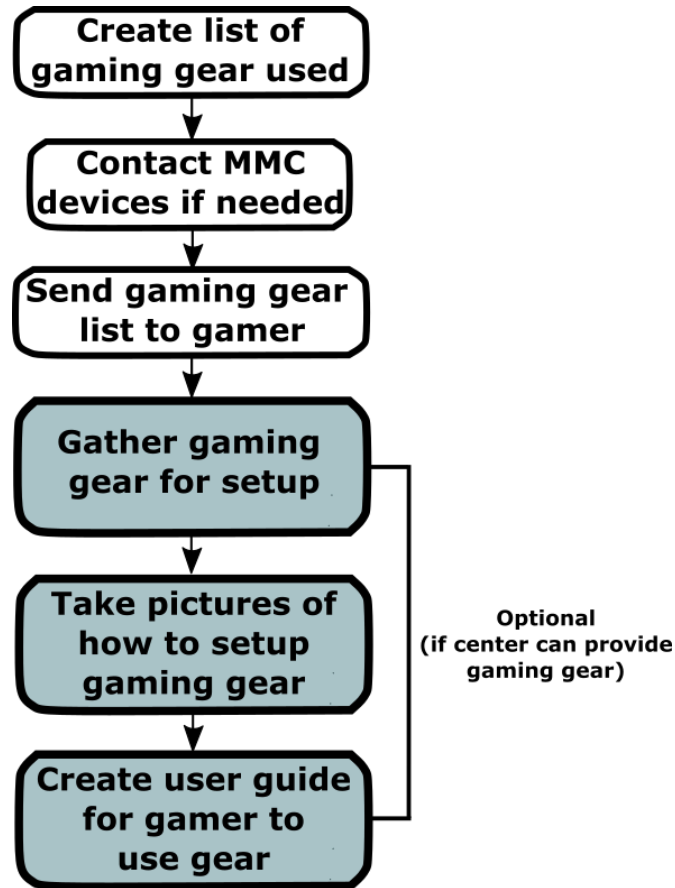 Create list of
gaming gear used
Contact MMC
devices if needed
Send gaming gear
list to gamer
Gather gaming
gear for setup
Take pictures of
how to setup
gaming gear
Optional
(if center can provide
gaming gear)
Create user guide
for gamer to
use gear